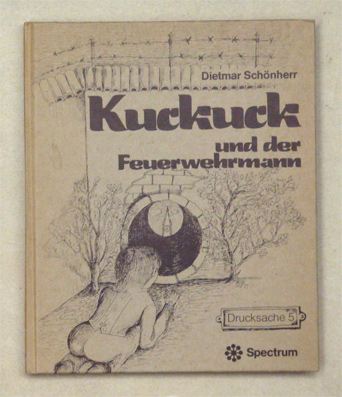 Dietmar Schönherr
Kuckuck
und der
Feuerwehrmann
Drucksache 5
Spectrum